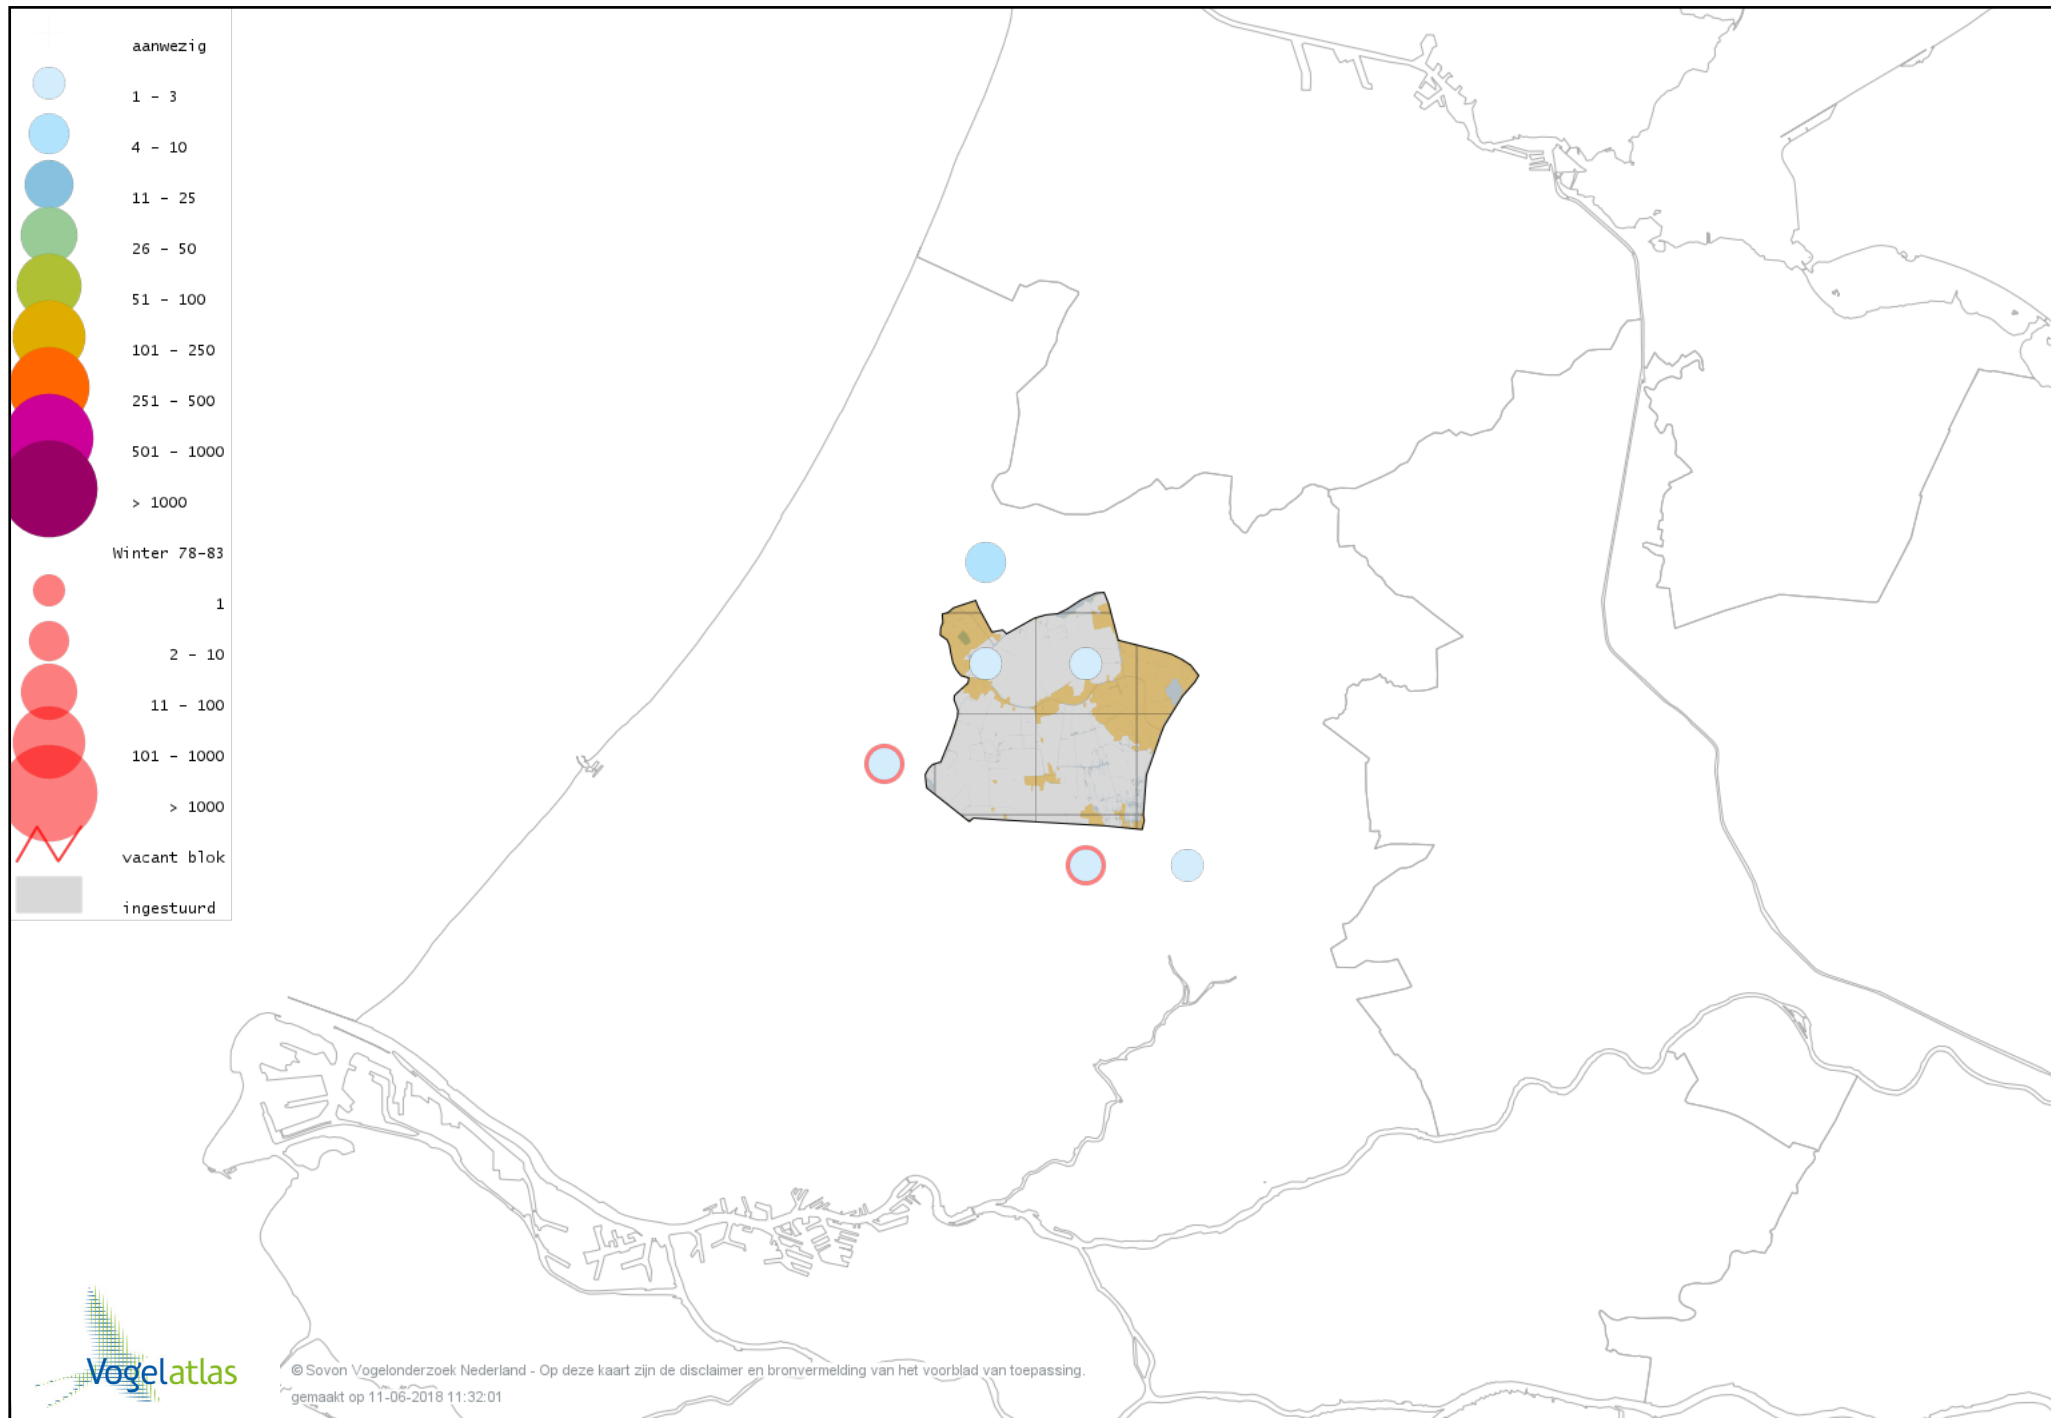 aanwezig
1 - 3
4 - 10
11 - 25
26 - 50
51 - 100
101 - 250
251 - 500
501 - 1000
> 1000
Winter 78-83
1
2 - 10
11 - 100
101 - 1000
> 1000
vacant blok
ingestuurd
Vogelatlas
© Sovon Vogelonderzoek Nederland - Op deze kaart zijn de disclaimer en bronvermelding van het voorblad van toepassing.
gemaakt op 11-06-2018 11:32:01